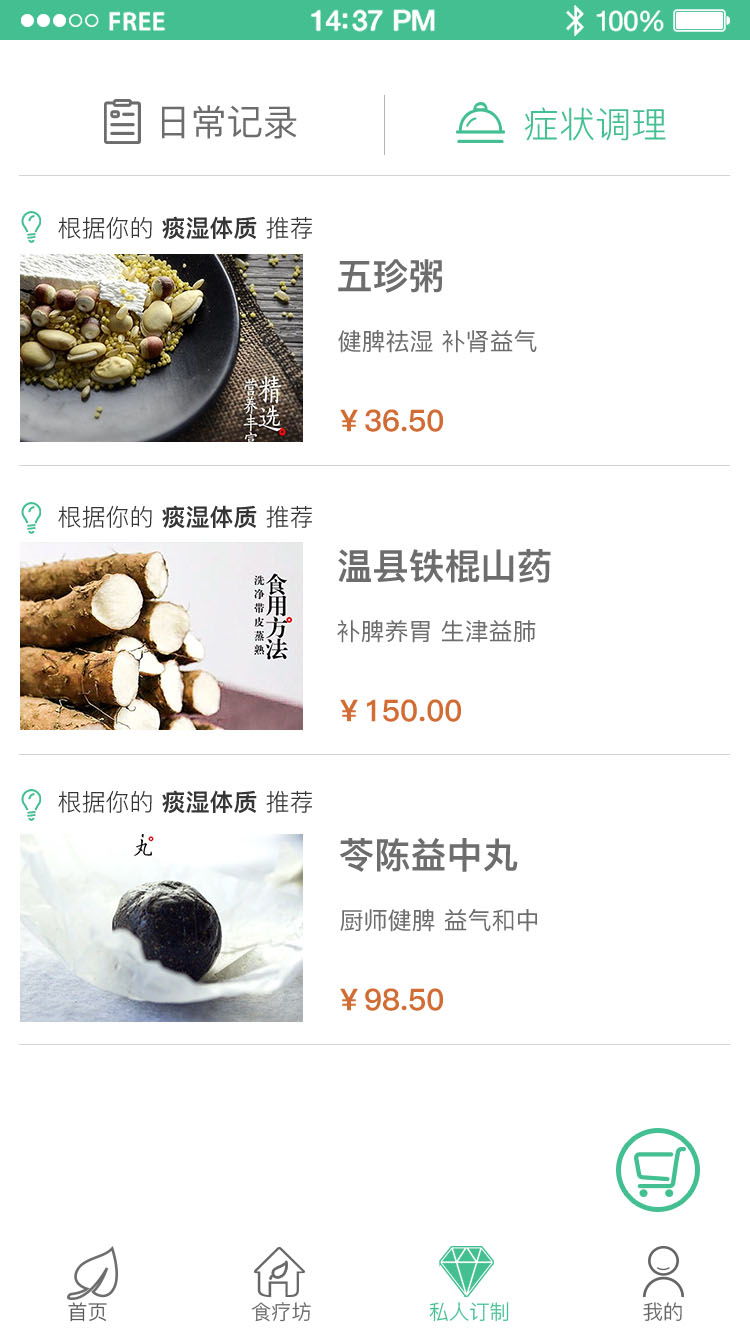 FREE 14:37 PM 100%
日常记录 症状调理
根据你的 痰湿体质 推荐
五珍粥
健脾祛湿 补肾益气
¥ 36.50
精选
营养丰富
根据你的 痰湿体质 推荐
温县铁棍山药
补脾养胃 生津益肺
¥ 150.00
食用方法
洗净带皮蒸熟
根据你的 痰湿体质 推荐
丸
苓陈益中丸
厨师健脾 益气和中
¥ 98.50
首页 食疗坊 私人订制 我的